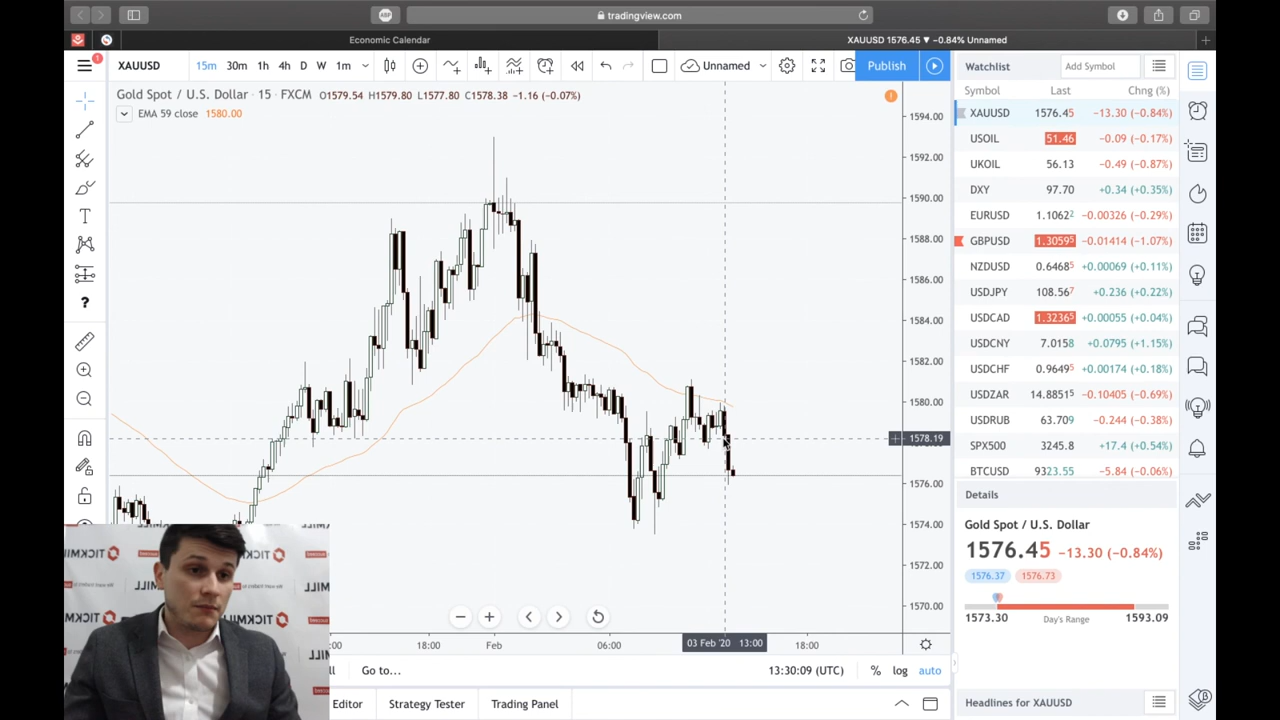 tradingview.com
ABP
Economic Calendar
XAUUSD 1576.45 ▼ −0.84% Unnamed
1
XAUUSD
15m
30m
1h
4h
D
W
1m
Unnamed
Publish
Gold Spot / U.S. Dollar · 15 · FXCM O1579.54 H1579.80 L1577.80 C1578.38 −1.16 (−0.07%)
EMA 59 close 1580.00
1594.00
1592.00
1590.00
1588.00
1586.00
1584.00
1582.00
1580.00
1578.19
1576.00
1574.00
1572.00
1570.00
:00
18:00
Feb
06:00
03 Feb '20 13:00
18:00
Go to...
13:30:09 (UTC)
%
log
auto
Editor
Strategy Tester
Trading Panel
Watchlist
Add Symbol
Symbol Last Chng (%)
XAUUSD 1576.45 −13.30 (−0.84%)
USOIL 51.46 −0.09 (−0.17%)
UKOIL 56.13 −0.49 (−0.87%)
DXY 97.70 +0.34 (+0.35%)
EURUSD 1.10622 −0.00326 (−0.29%)
GBPUSD 1.30595 −0.01414 (−1.07%)
NZDUSD 0.64685 +0.00069 (+0.11%)
USDJPY 108.567 +0.236 (+0.22%)
USDCAD 1.32365 +0.00055 (+0.04%)
USDCNY 7.0158 +0.0795 (+1.15%)
USDCHF 0.96495 +0.00174 (+0.18%)
USDZAR 14.88515 −0.10405 (−0.69%)
USDRUB 63.709 −0.244 (−0.38%)
SPX500 3245.8 +17.4 (+0.54%)
BTCUSD 9323.55 −5.84 (−0.06%)
Details
Gold Spot / U.S. Dollar
1576.45 −13.30 (−0.84%)
1576.37 1576.73
1573.30 Day's Range 1593.09
Headlines for XAUUSD
TICKMILL